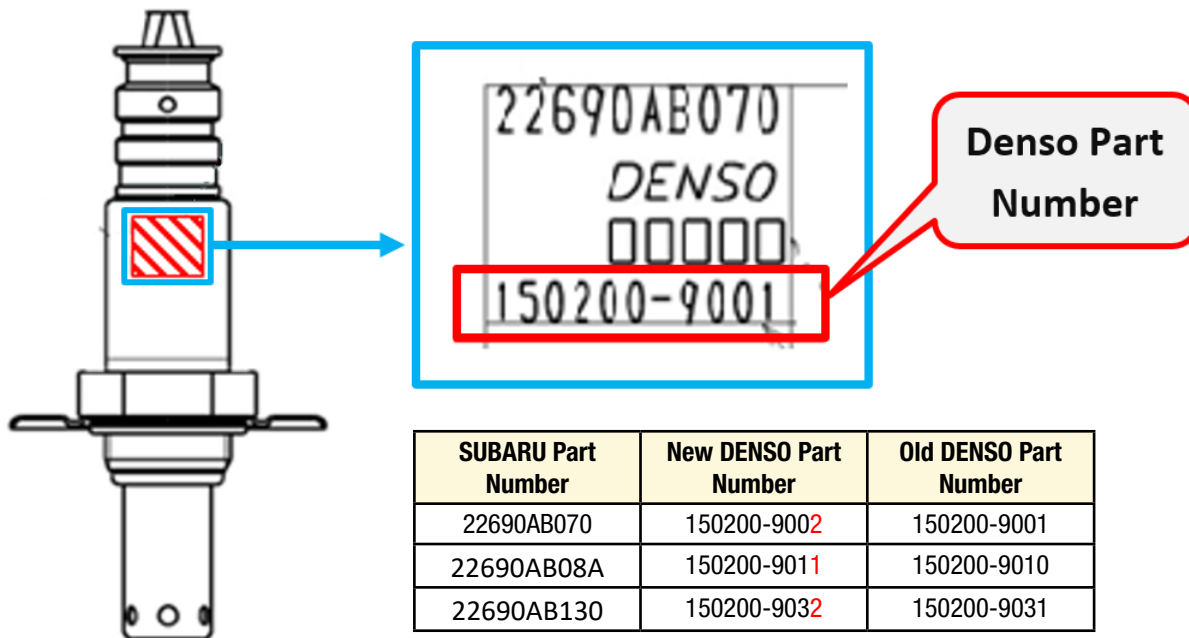 22690AB070
DENSO
150200-9001
Denso Part
Number
SUBARU Part Number New DENSO Part Number Old DENSO Part Number
22690AB070 150200-9002 150200-9001
22690AB08A 150200-9011 150200-9010
22690AB130 150200-9032 150200-9031